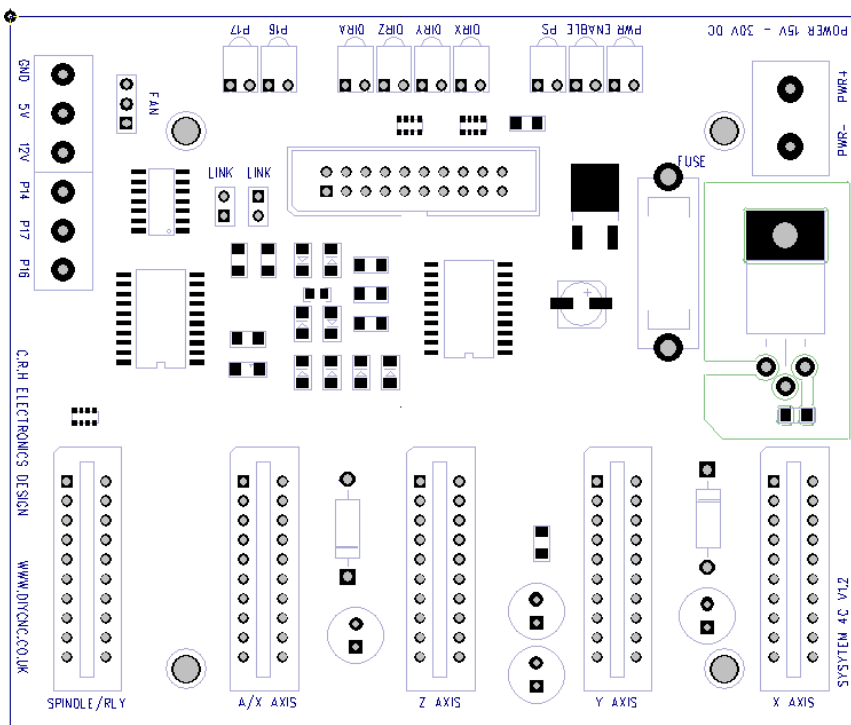 P17
P16
DIRA
DIRZ
DIRY
DIRX
PS
ENABLE
PWR
POWER 15V - 30V DC
GND
5V
12V
P14
P17
P16
FAN
LINK
LINK
FUSE
PWR+
PWR-
C.R.H ELECTRONICS DESIGN
WWW.DIYCNC.CO.UK
SYSYTEM 4C V1.2
SPINDLE/RLY
A/X AXIS
Z AXIS
Y AXIS
X AXIS